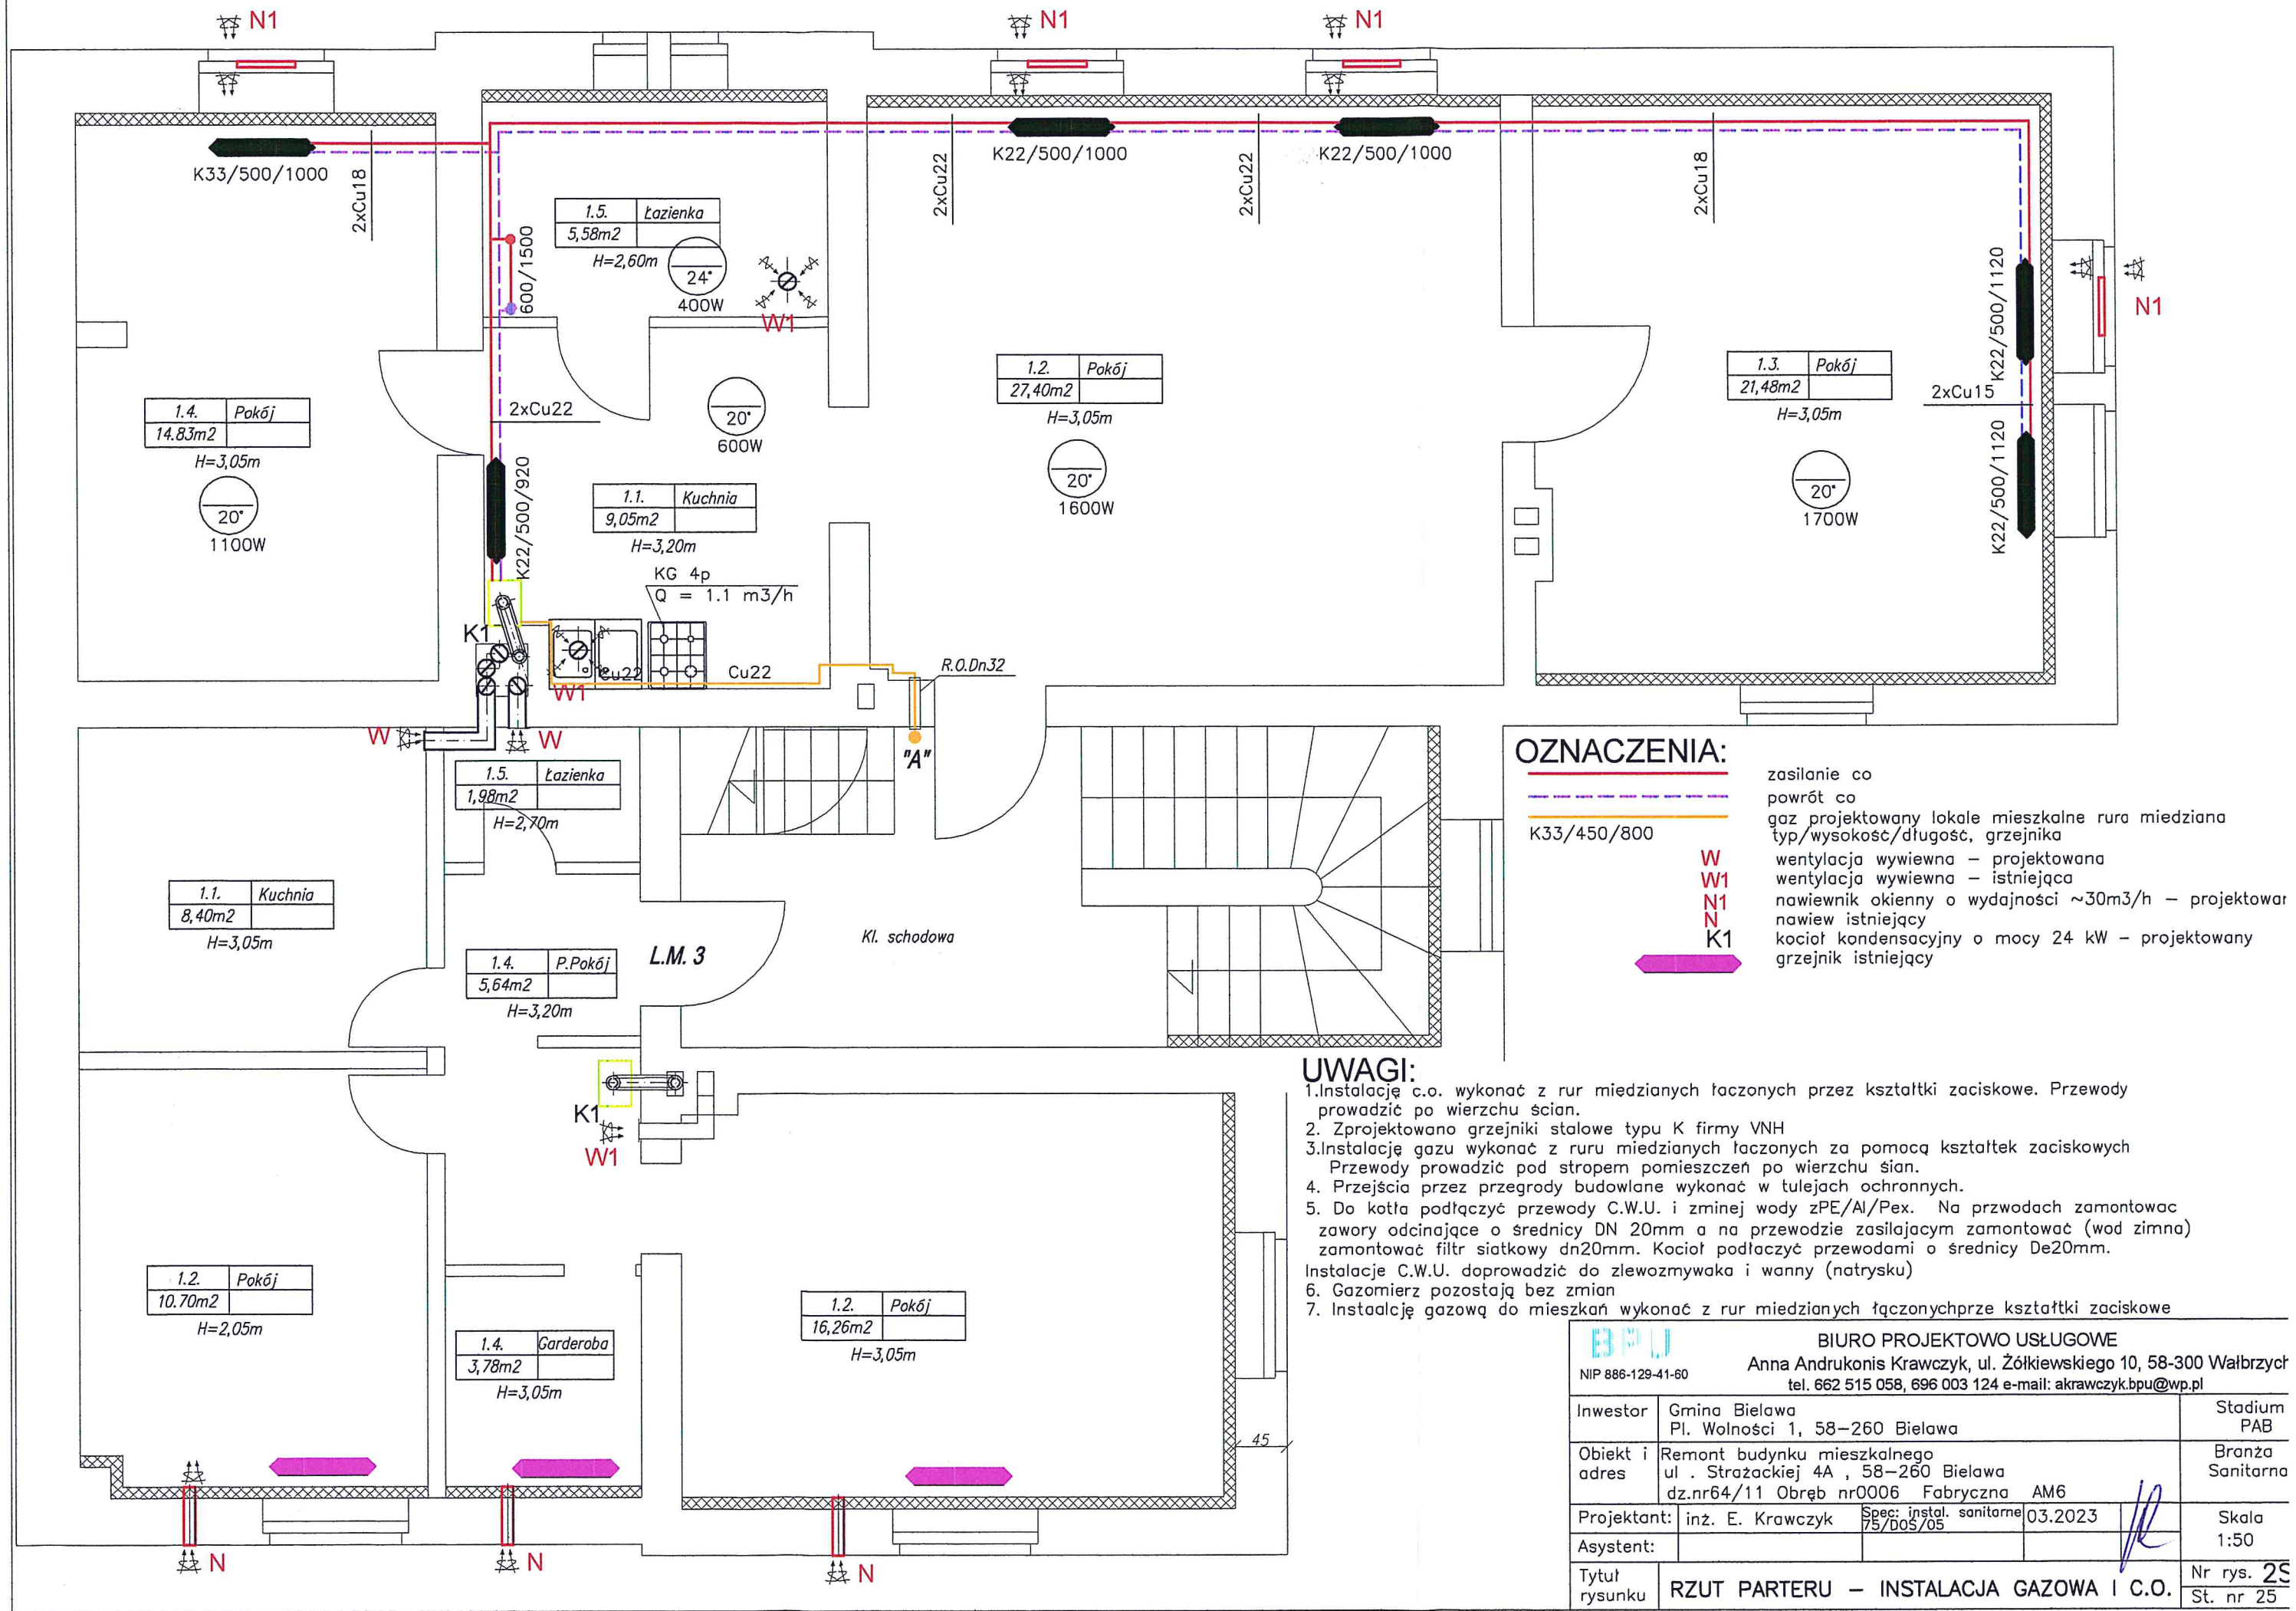 N1
N1
N1
K33/500/1000
2xCu18
2xCu22
K22/500/1000
2xCu22
K22/500/1000
2xCu18
1.5. Łazienka
5,58m2
H=2,60m
24°
400W
600/1500
W1
N1
K22/500/1120
2xCu15
K22/500/1120
1.4. Pokój
14.83m2
H=3,05m
20°
1100W
2xCu22
20°
600W
K22/500/920
1.1. Kuchnia
9,05m2
H=3,20m
KG 4p
Q = 1.1 m3/h
1.2. Pokój
27,40m2
H=3,05m
20°
1600W
1.3. Pokój
21,48m2
H=3,05m
20°
1700W
K1
Cu22
Cu22
W1
R.O.Dn32
W
W
"A"
1.5. Łazienka
1,98m2
H=2,70m
1.1. Kuchnia
8,40m2
H=3,05m
1.4. P.Pokój
5,64m2
H=3,20m
L.M. 3
Kl. schodowa
K1
W1
1.2. Pokój
10.70m2
H=2,05m
1.4. Garderoba
3,78m2
H=3,05m
1.2. Pokój
16,26m2
H=3,05m
45
N
N
N
OZNACZENIA:
zasilanie co
powrót co
gaz projektowany lokale mieszkalne rura miedziana
K33/450/800 typ/wysokość/długość, grzejnika
W wentylacja wywiewna – projektowana
W1 wentylacja wywiewna – istniejąca
N1 nawiewnik okienny o wydajności ~30m3/h – projektowan
N nawiew istniejący
K1 kocioł kondensacyjny o mocy 24 kW – projektowany
grzejnik istniejący
UWAGI:
1.Instalację c.o. wykonać z rur miedzianych łaczonych przez kształtki zaciskowe. Przewody
prowadzić po wierzchu ścian.
2. Zprojektowano grzejniki stalowe typu K firmy VNH
3.Instalację gazu wykonać z ruru miedzianych łaczonych za pomocą kształtek zaciskowych
Przewody prowadzić pod stropem pomieszczeń po wierzchu śian.
4. Przejścia przez przegrody budowlane wykonać w tulejach ochronnych.
5. Do kotła podłączyć przewody C.W.U. i zminej wody zPE/Al/Pex. Na przwodach zamontowac
zawory odcinające o średnicy DN 20mm a na przewodzie zasilajacym zamontować (wod zimna)
zamontować filtr siatkowy dn20mm. Kocioł podłaczyć przewodami o średnicy De20mm.
Instalacje C.W.U. doprowadzić do zlewozmywaka i wanny (natrysku)
6. Gazomierz pozostają bez zmian
7. Instaalcję gazową do mieszkań wykonać z rur miedzianych łączonychprze kształtki zaciskowe
BPU
NIP 886-129-41-60
BIURO PROJEKTOWO USŁUGOWE
Anna Andrukonis Krawczyk, ul. Żółkiewskiego 10, 58-300 Wałbrzych
tel. 662 515 058, 696 003 124 e-mail: akrawczyk.bpu@wp.pl
Inwestor Gmina Bielawa
Pl. Wolności 1, 58–260 Bielawa
Stadium
PAB
Obiekt i adres Remont budynku mieszkalnego
ul . Strażackiej 4A , 58–260 Bielawa
dz.nr64/11 Obręb nr0006 Fabryczna AM6
Branża
Sanitarna
Projektant: inż. E. Krawczyk Spec: instal. sanitarne 75/DOŚ/05 03.2023
Asystent:
Skala
1:50
Tytuł rysunku RZUT PARTERU – INSTALACJA GAZOWA I C.O.
Nr rys. 2S
St. nr 25